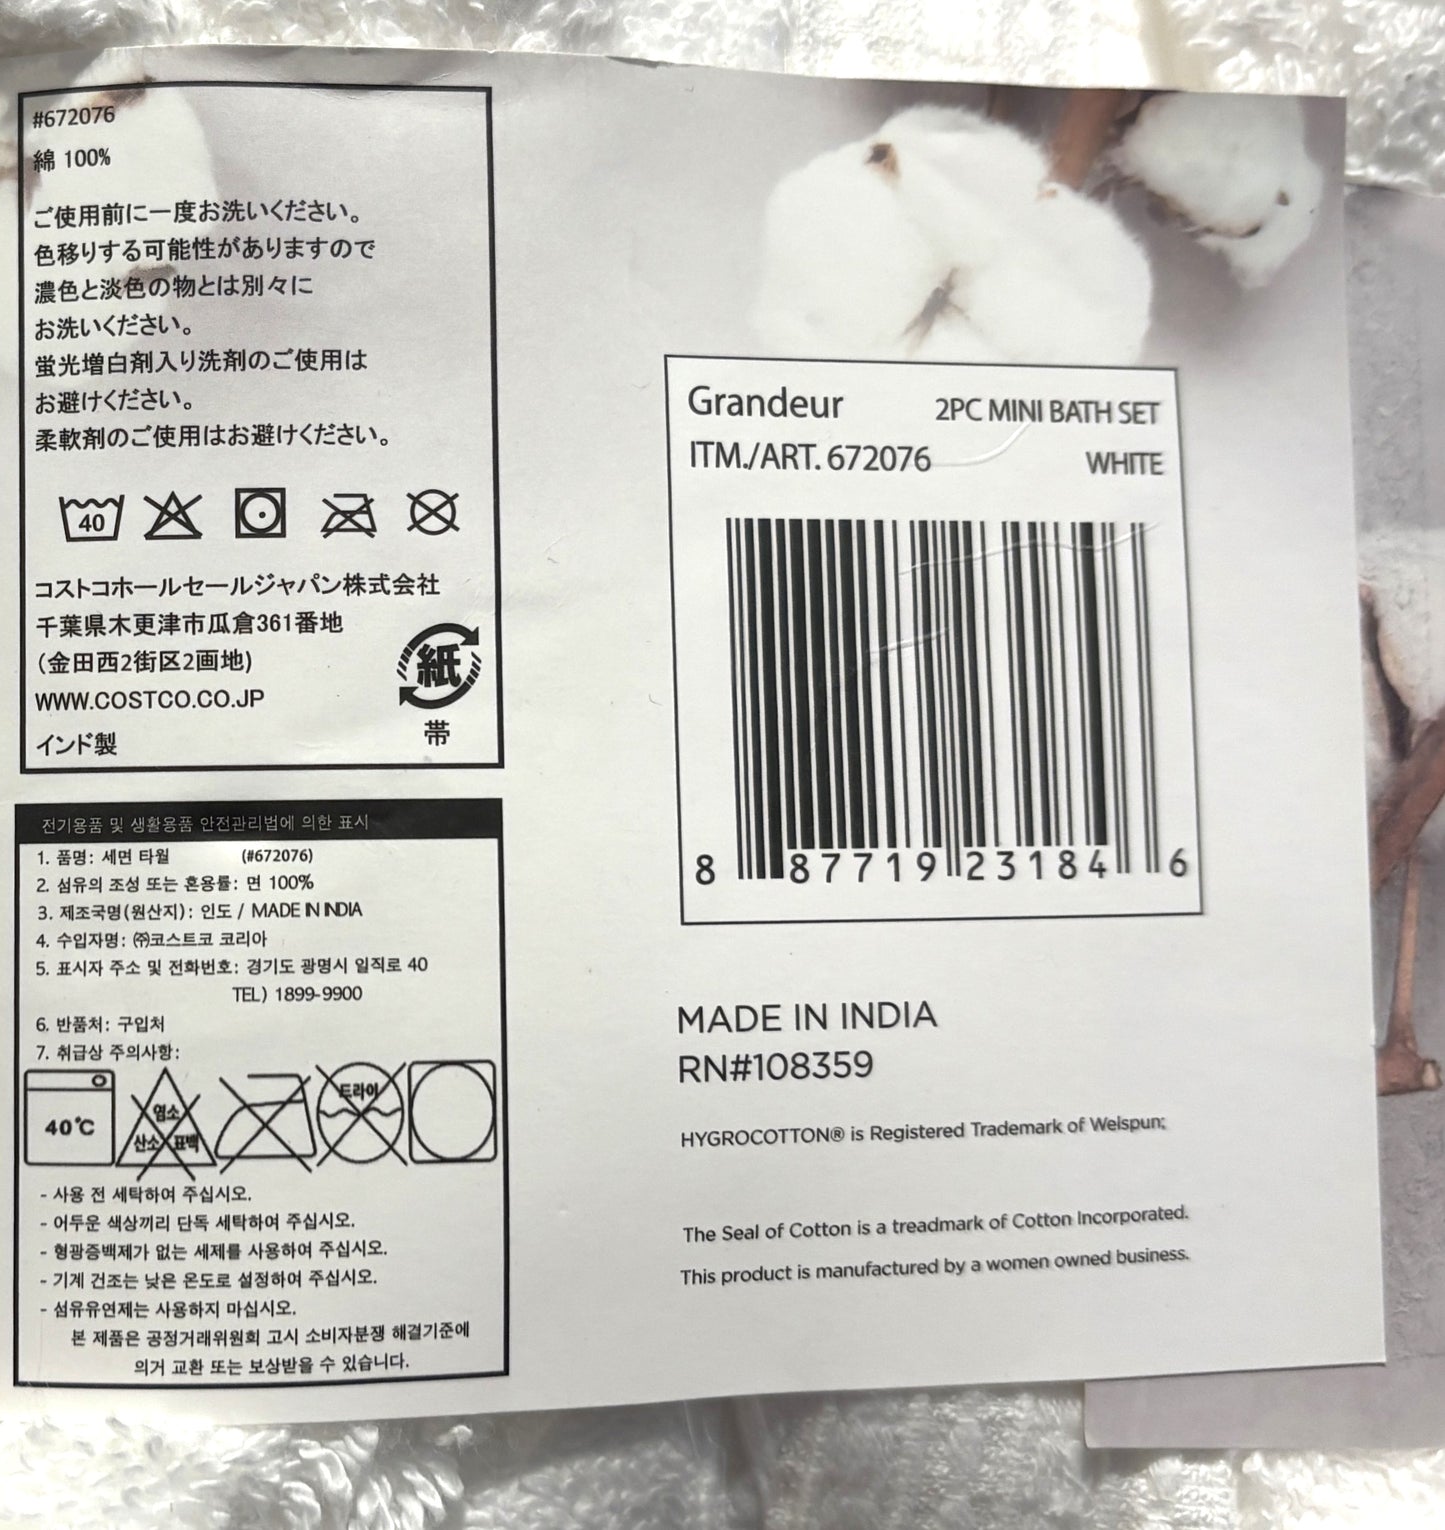 #672076
綿 100%
ご使用前に一度お洗いください。
色移りする可能性がありますので
濃色と淡色の物とは別々に
お洗いください。
蛍光増白剤入り洗剤のご使用は
お避けください。
柔軟剤のご使用はお避けください。
40
コストコホールセールジャパン株式会社
千葉県木更津市瓜倉361番地
(金田西2街区2画地)
WWW.COSTCO.CO.JP
インド製
紙
帯
전기용품 및 생활용품 안전관리법에 의한 표시
1. 품명: 세면 타월 (#672076)
2. 섬유의 조성 또는 혼용률: 면 100%
3. 제조국명(원산지): 인도 / MADE IN INDIA
4. 수입자명: ㈜코스트코 코리아
5. 표시자 주소 및 전화번호: 경기도 광명시 일직로 40
TEL) 1899-9900
6. 반품처: 구입처
7. 취급상 주의사항:
40℃
염소
산소 표백
드라이
- 사용 전 세탁하여 주십시오.
- 어두운 색상끼리 단독 세탁하여 주십시오.
- 형광증백제가 없는 세제를 사용하여 주십시오.
- 기계 건조는 낮은 온도로 설정하여 주십시오.
- 섬유유연제는 사용하지 마십시오.
본 제품은 공정거래위원회 고시 소비자분쟁 해결기준에
의거 교환 또는 보상받을 수 있습니다.
Grandeur 2PC MINI BATH SET
ITM./ART. 672076 WHITE
8 87719 23184 6
MADE IN INDIA
RN#108359
HYGROCOTTON® is Registered Trademark of Welspun;
The Seal of Cotton is a treadmark of Cotton Incorporated.
This product is manufactured by a women owned business.